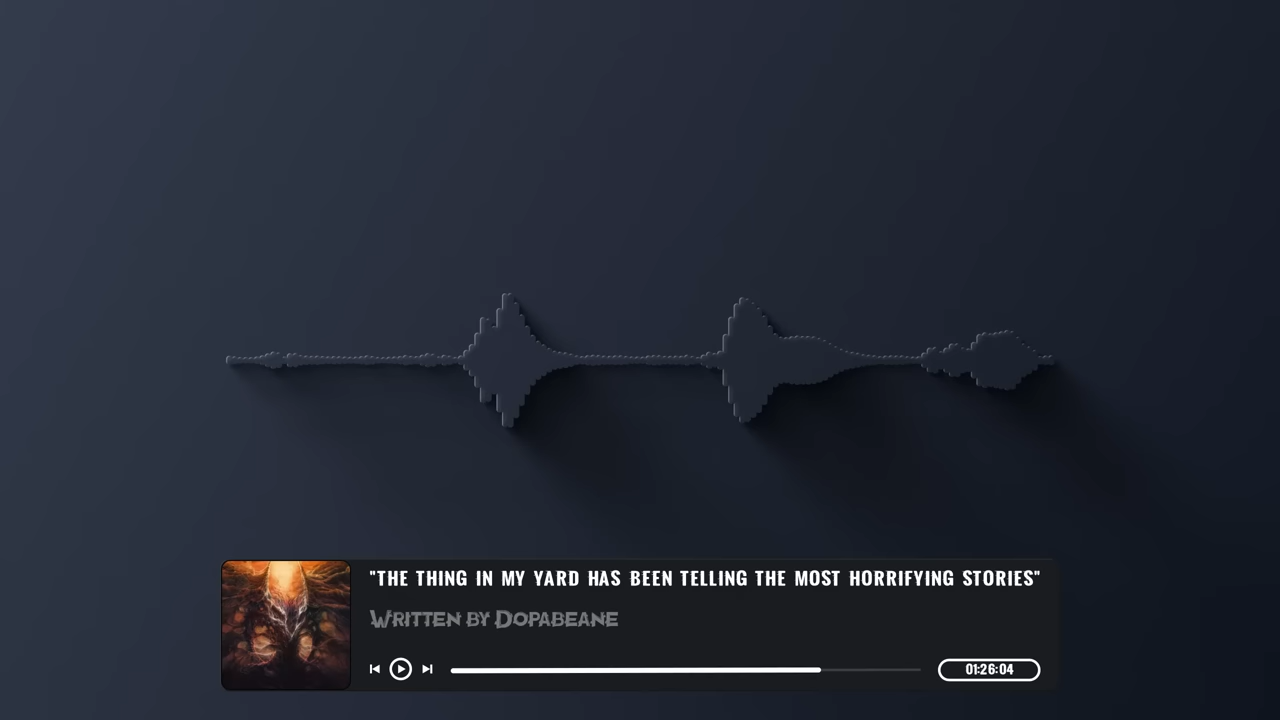 "THE THING IN MY YARD HAS BEEN TELLING THE MOST HORRIFYING STORIES"
WRITTEN BY DOPABEANE
01:26:04